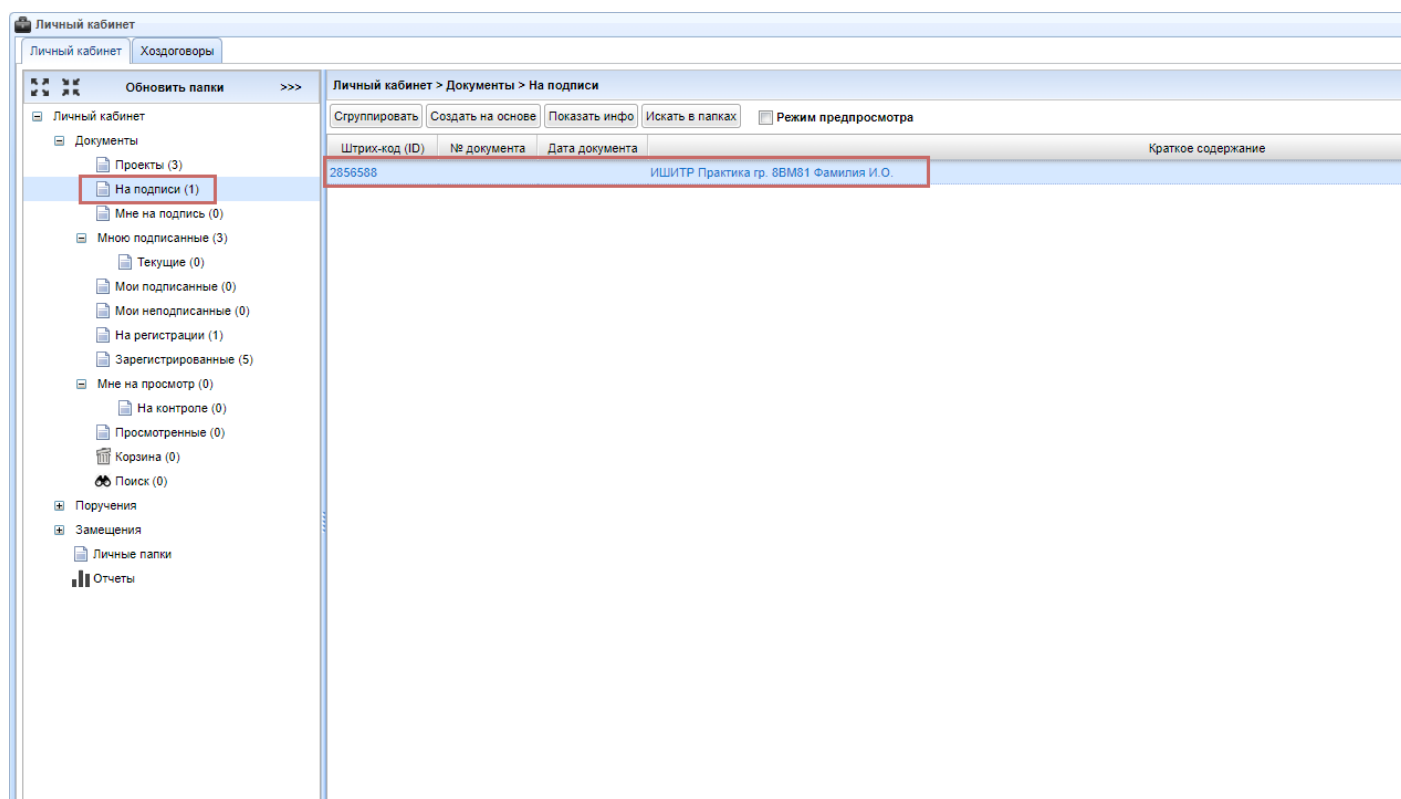 Личный кабинет
Личный кабинет Хоздоговоры
Обновить папки >>>
Личный кабинет
Документы
Проекты (3)
На подписи (1)
Мне на подпись (0)
Мною подписанные (3)
Текущие (0)
Мои подписанные (0)
Мои неподписанные (0)
На регистрации (1)
Зарегистрированные (5)
Мне на просмотр (0)
На контроле (0)
Просмотренные (0)
Корзина (0)
Поиск (0)
Поручения
Замещения
Личные папки
Отчеты
Личный кабинет > Документы > На подписи
Сгруппировать Создать на основе Показать инфо Искать в папках Режим предпросмотра
Штрих-код (ID) № документа Дата документа Краткое содержание
2856588 ИШИТР Практика гр. 8ВМ81 Фамилия И.О.